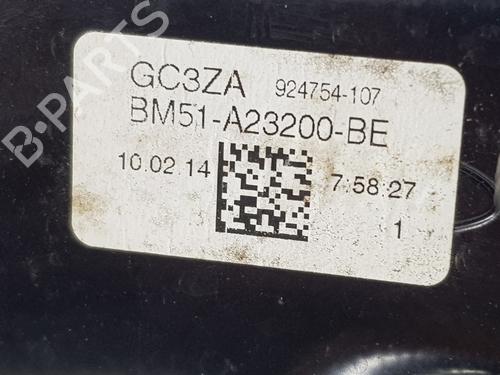 GC3ZA 924754-107
BM51-A23200-BE
10.02.14 7:58:27
1
B-PARTS